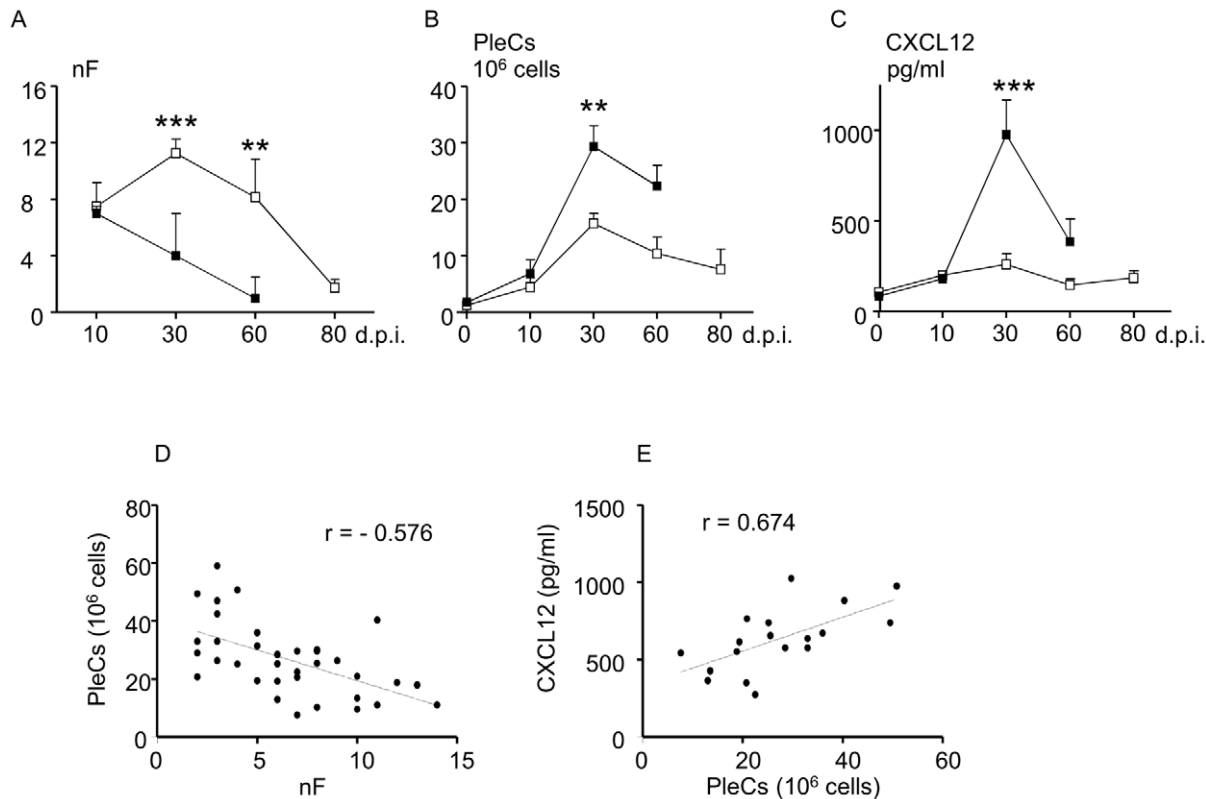 A
nF
16
12
8
4
0
***
**
10 30 60 80 d.p.i.
B
PleCs
10⁶ cells
40
30
20
10
0
**
0 10 30 60 80 d.p.i.
C
CXCL12
pg/ml
1000
500
0
***
0 10 30 60 80 d.p.i.
D
r = - 0.576
PleCs (10⁶ cells)
80
60
40
20
0
0 5 10 15
nF
E
r = 0.674
CXCL12 (pg/ml)
1500
1000
500
0
0 20 40 60
PleCs (10⁶ cells)